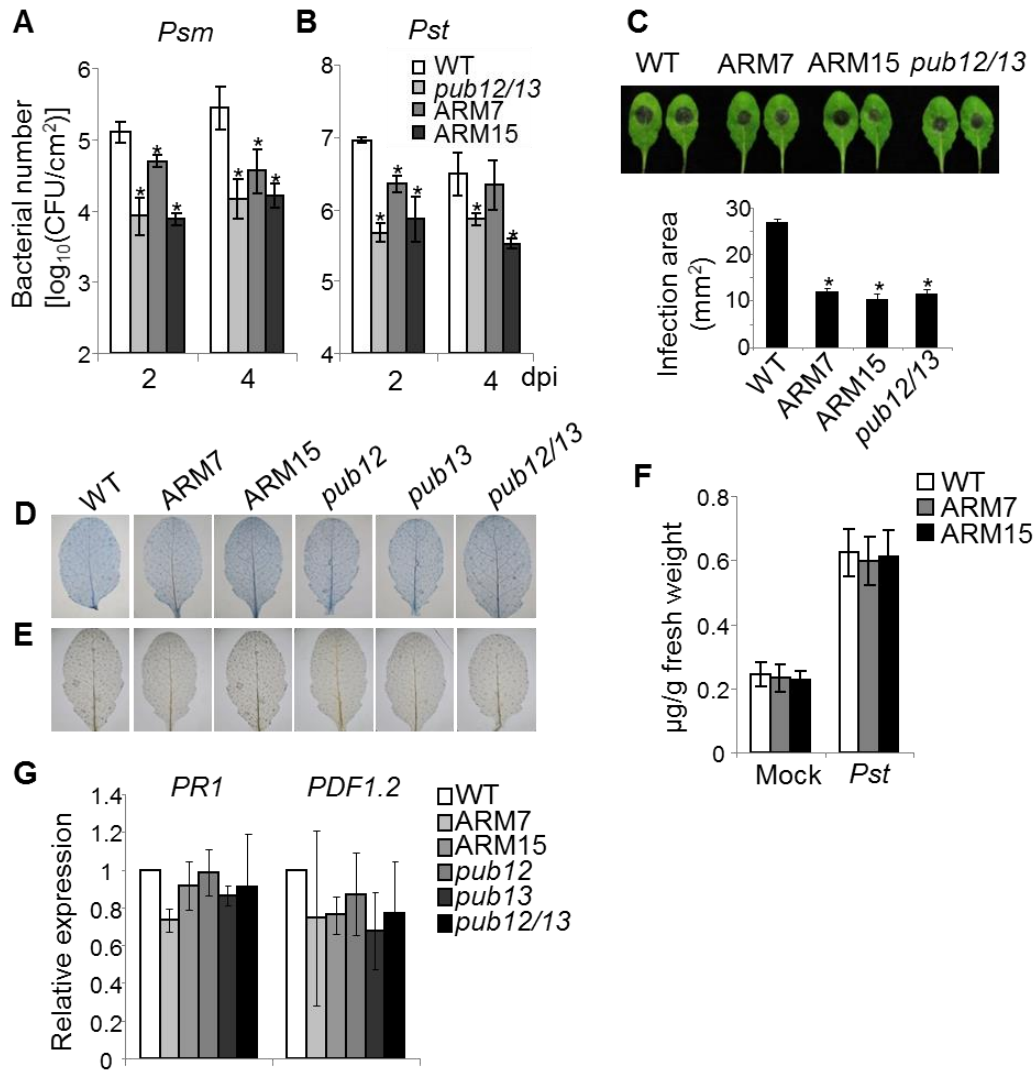 A
Psm
Bacterial number
[log10(CFU/cm2)]
6
5
4
3
2
2
4
B
Pst
8
7
6
5
4
WT
pub12/13
ARM7
ARM15
* * * * * *
* * * * *
2
4
dpi
C
WT ARM7 ARM15 pub12/13
Infection area
(mm2)
30
20
10
0
* * *
WT
ARM7
ARM15
pub12/13
WT
ARM7
ARM15
pub12
pub13
pub12/13
D
E
F
µg/g fresh weight
0.8
0.6
0.4
0.2
0
WT
ARM7
ARM15
Mock
Pst
G
Relative expression
1.4
1.2
1
0.8
0.6
0.4
0.2
0
PR1
PDF1.2
WT
ARM7
ARM15
pub12
pub13
pub12/13